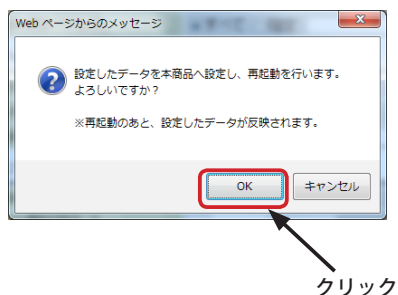 Web ページからのメッセージ
設定したデータを本商品へ設定し、再起動を行います。
よろしいですか？
※再起動のあと、設定したデータが反映されます。
OK
キャンセル
クリック